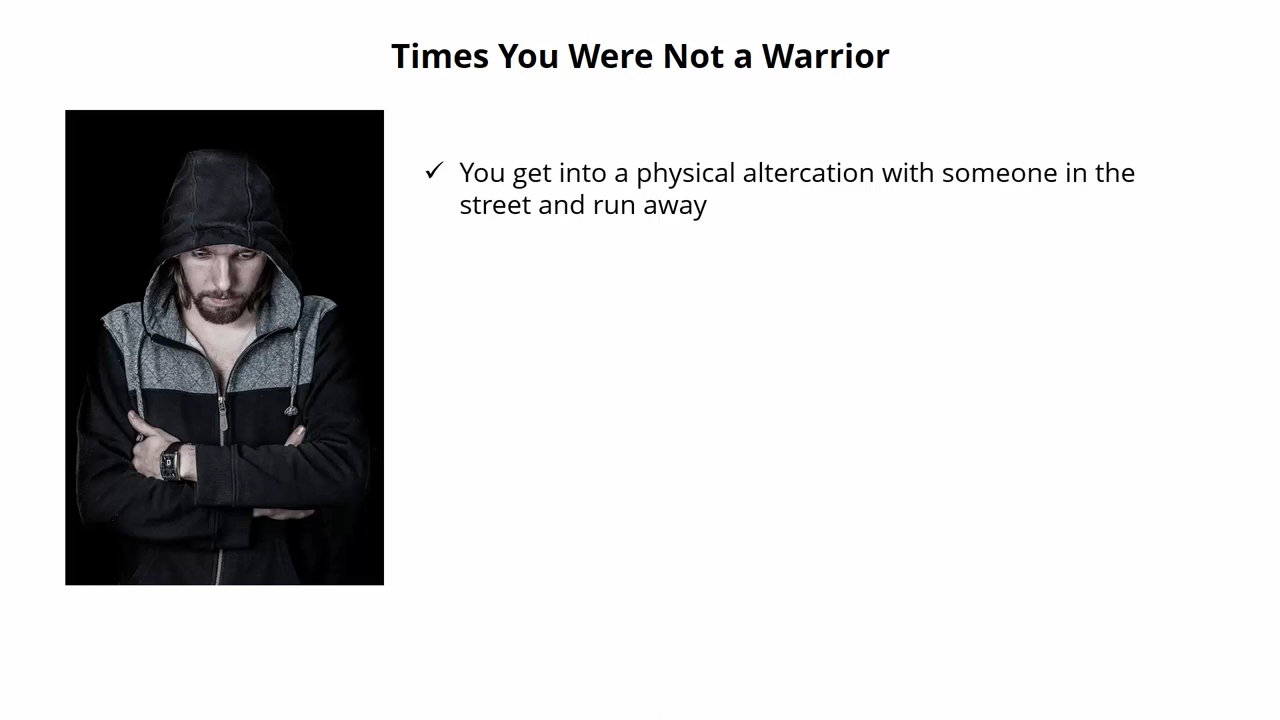 Times You Were Not a Warrior
✓ You get into a physical altercation with someone in the
street and run away